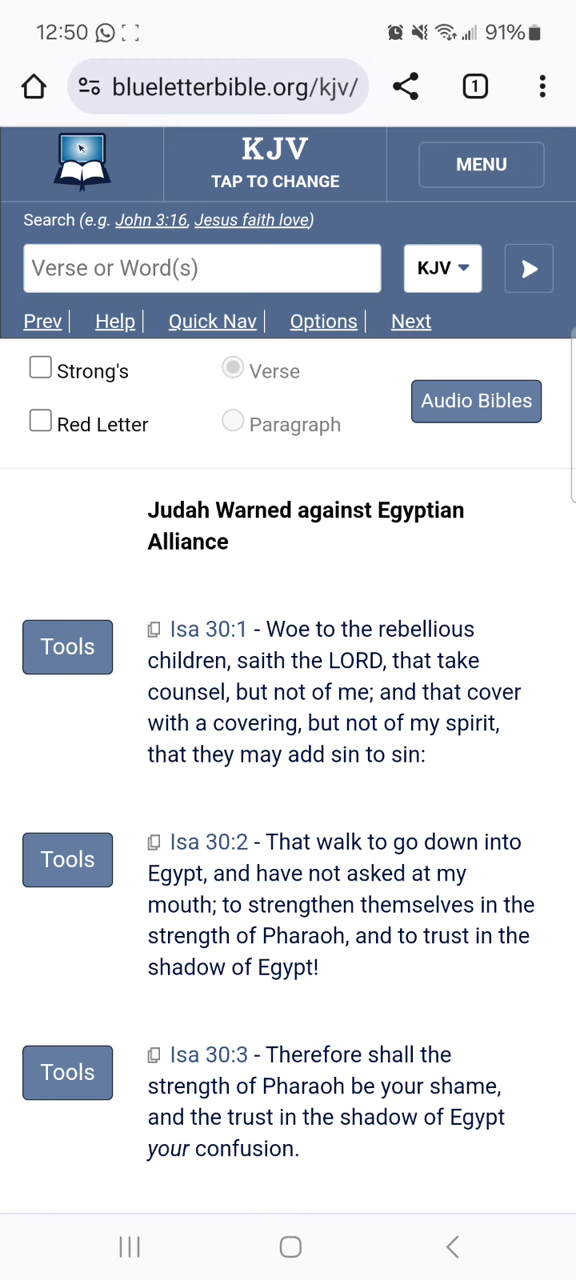 12:50 91%
blueletterbible.org/kjv/ 1
KJV
TAP TO CHANGE
MENU
Search (e.g. John 3:16, Jesus faith love)
Verse or Word(s) KJV
Prev | Help | Quick Nav | Options | Next
Strong's Verse
Audio Bibles
Red Letter Paragraph
Judah Warned against Egyptian
Alliance
Tools
Isa 30:1 - Woe to the rebellious
children, saith the LORD, that take
counsel, but not of me; and that cover
with a covering, but not of my spirit,
that they may add sin to sin:
Tools
Isa 30:2 - That walk to go down into
Egypt, and have not asked at my
mouth; to strengthen themselves in the
strength of Pharaoh, and to trust in the
shadow of Egypt!
Tools
Isa 30:3 - Therefore shall the
strength of Pharaoh be your shame,
and the trust in the shadow of Egypt
your confusion.